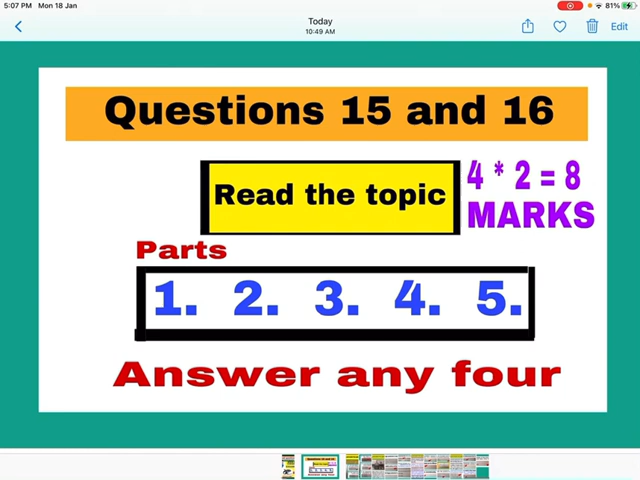 5:07 PM Mon 18 Jan
81%
Today
10:49 AM
Edit
Questions 15 and 16
Read the topic
4 * 2 = 8
MARKS
Parts
1. 2. 3. 4. 5.
Answer any four